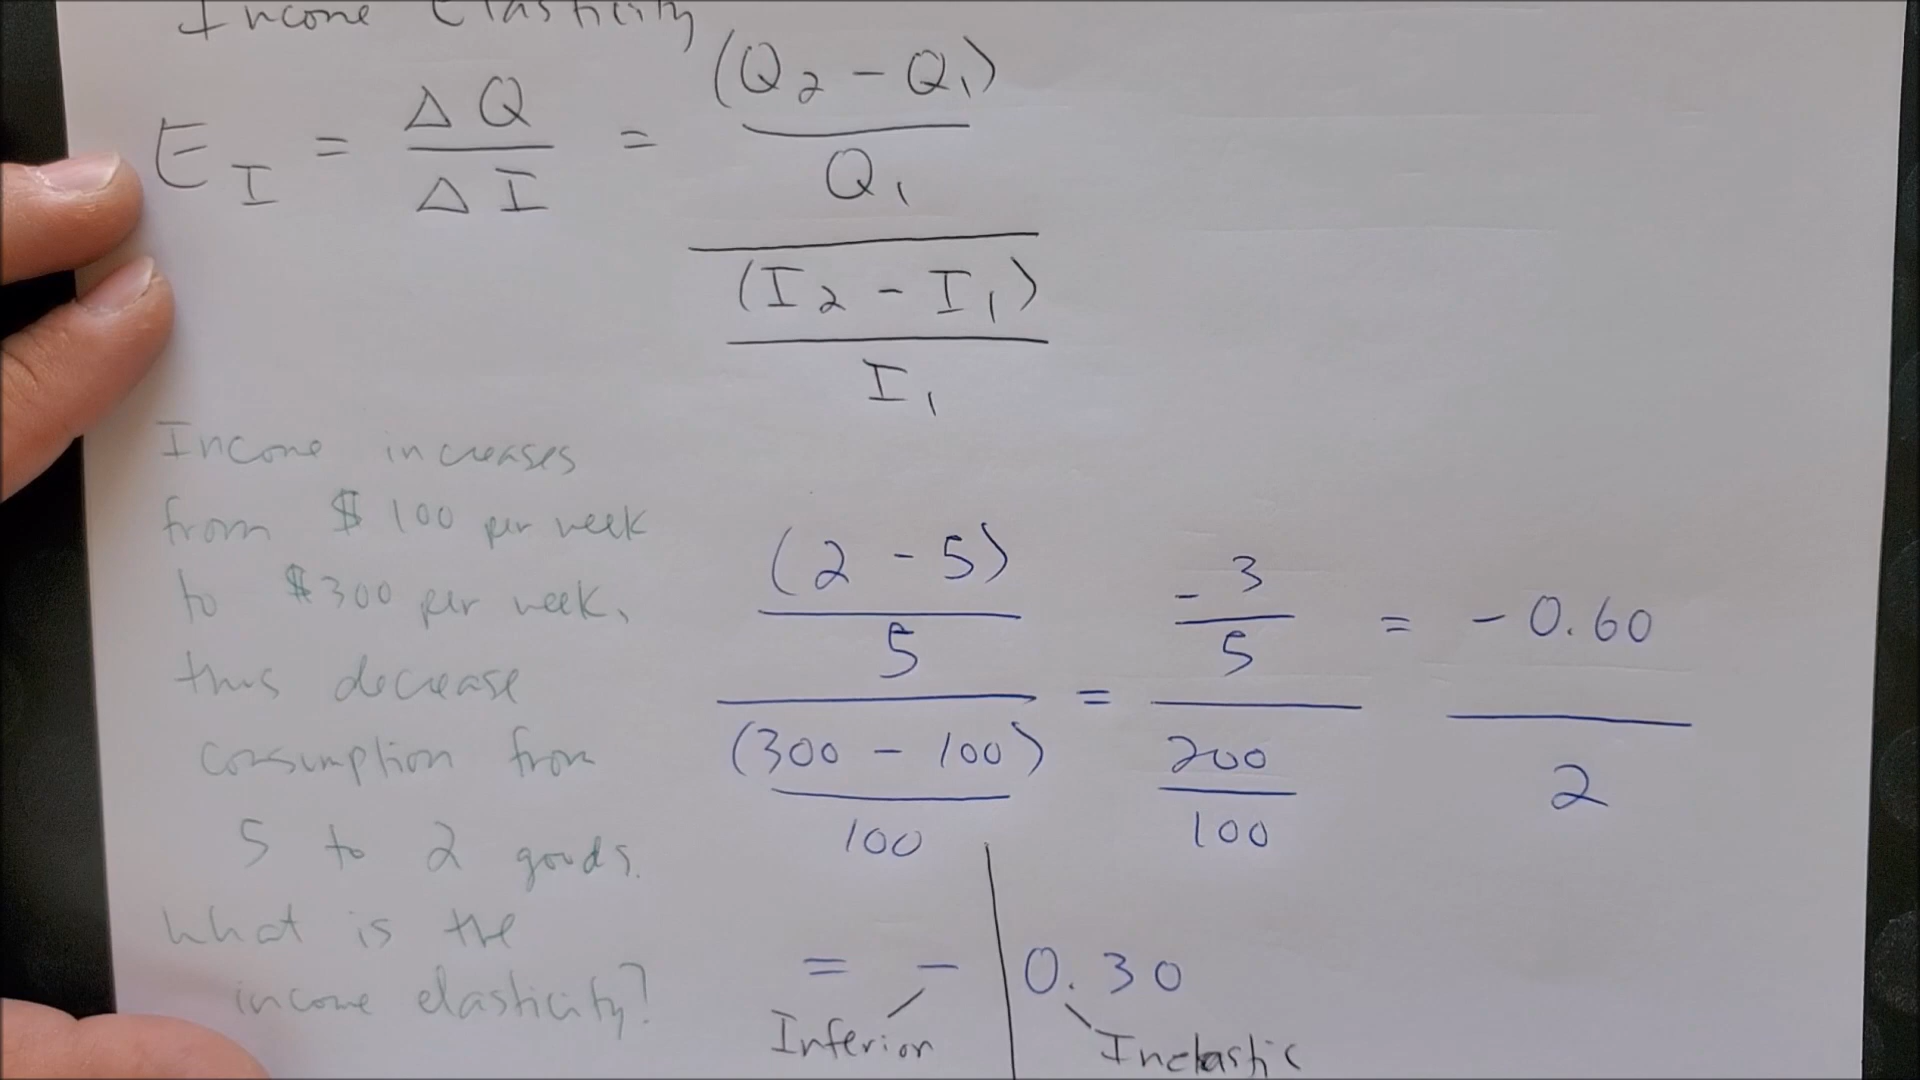 Income Elasticity
E_I = ΔQ / ΔI = ((Q₂ - Q₁) / Q₁) / ((I₂ - I₁) / I₁)
Income increases
from $100 per week
to $300 per week,
thus decrease
consumption from
5 to 2 goods.
What is the
income elasticity?
((2 - 5) / 5) / ((300 - 100) / 100) = (-3 / 5) / (200 / 100) = -0.60 / 2
= - | 0.30
Inferior | Inelastic